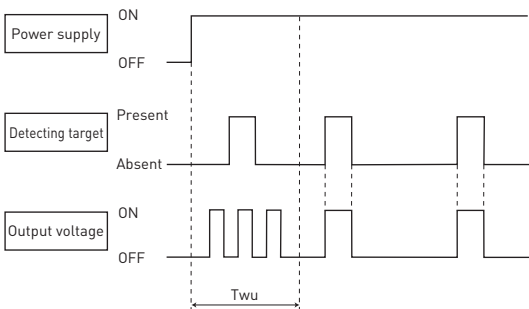 Power supply
ON
OFF
Detecting target
Present
Absent
Output voltage
ON
OFF
Twu